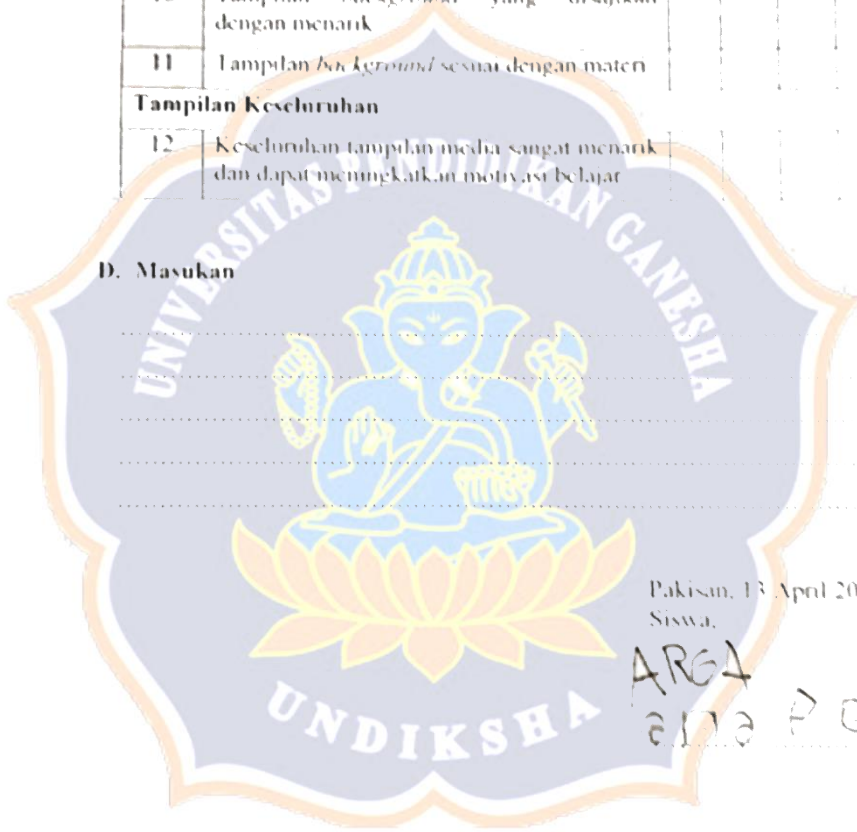 dengan menarik
11 Tampilan background sesuai dengan materi
Tampilan Keseluruhan
12 Keseluruhan tampilan media sangat menarik
dan dapat meningkatkan motivasi belajar
UNIVERSITAS PENDIDIKAN GANESHA
D. Masukan
Pakisan, 13 April 20
Siswa,
ARGA
UNDIKSHA